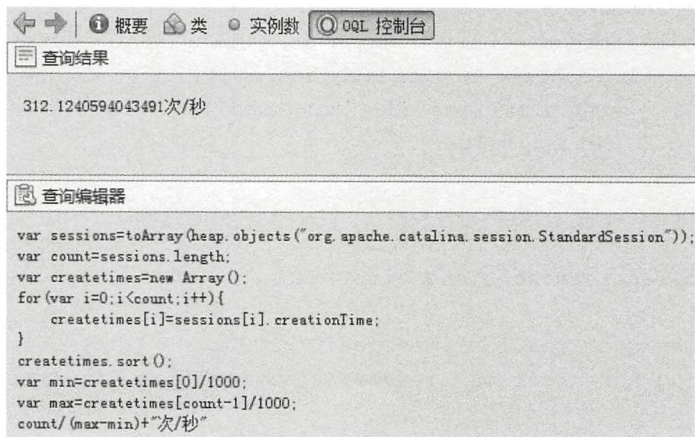 概要 类 实例数 OQL 控制台
查询结果
312.1240594043491次/秒
查询编辑器
var sessions=toArray(heap.objects("org.apache.catalina.session.StandardSession"));
var count=sessions.length;
var createtimes=new Array();
for(var i=0;i<count;i++){
createtimes[i]=sessions[i].creationTime;
}
createtimes.sort();
var min=createtimes[0]/1000;
var max=createtimes[count-1]/1000;
count/(max-min)+"次/秒"